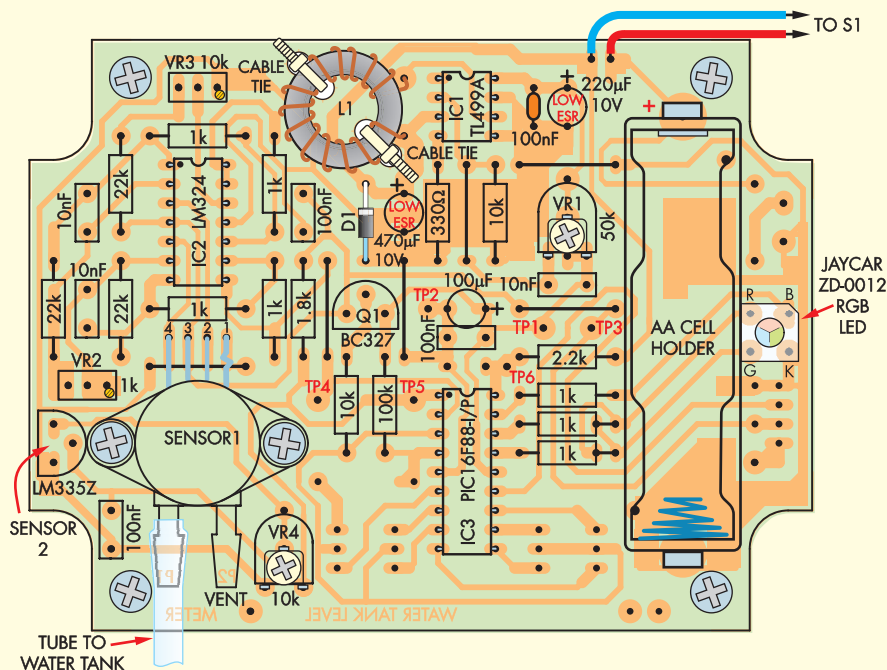 TO S1
VR3 10k
CABLE
TIE
L1
IC1
TL499A
+
LOW
ESR
220µF
10V
100nF
CABLE TIE
1k
22k
10nF
IC2 LM324
1k
100nF
D1
+
LOW
ESR
470µF
10V
330Ω
10k
VR1
50k
+
JAYCAR
ZD-0012
RGB
LED
R
B
G
K
AA CELL
HOLDER
22k
10nF
22k
1k
4
3
2
1
1k
1.8k
Q1
BC327
TP2
100µF
+
100nF
10nF
TP1
TP3
2.2k
TP6
1k
1k
1k
VR2
1k
TP4
10k
100k
TP5
IC3 PIC16F88-I/P
SENSOR1
LM335Z
SENSOR
2
100nF
P1
P2
VENT
VR4
10k
METER
WATER TANK LEVEL
TUBE TO
WATER TANK